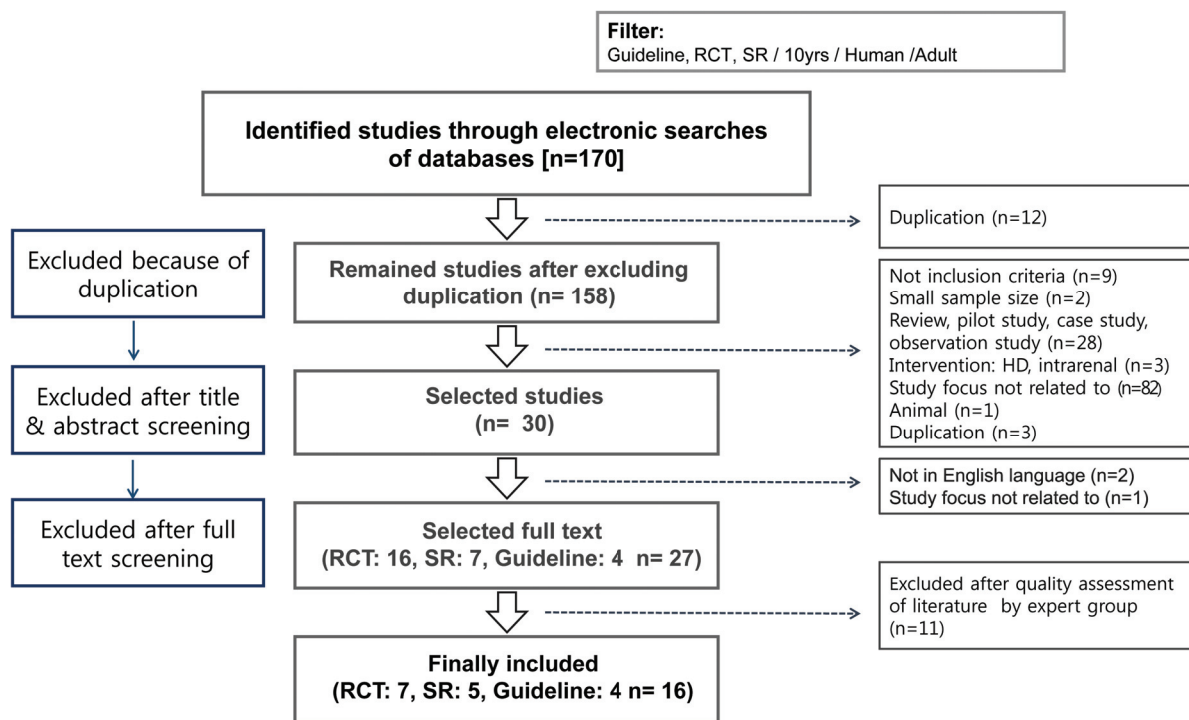 Filter:
Guideline, RCT, SR / 10yrs / Human /Adult
Identified studies through electronic searches
of databases [n=170]
Duplication (n=12)
Excluded because of
duplication
Remained studies after excluding
duplication (n= 158)
Not inclusion criteria (n=9)
Small sample size (n=2)
Review, pilot study, case study,
observation study (n=28)
Intervention: HD, intrarenal (n=3)
Study focus not related to (n=82)
Animal (n=1)
Duplication (n=3)
Excluded after title
& abstract screening
Selected studies
(n= 30)
Not in English language (n=2)
Study focus not related to (n=1)
Excluded after full
text screening
Selected full text
(RCT: 16, SR: 7, Guideline: 4 n= 27)
Excluded after quality assessment
of literature by expert group
(n=11)
Finally included
(RCT: 7, SR: 5, Guideline: 4 n= 16)